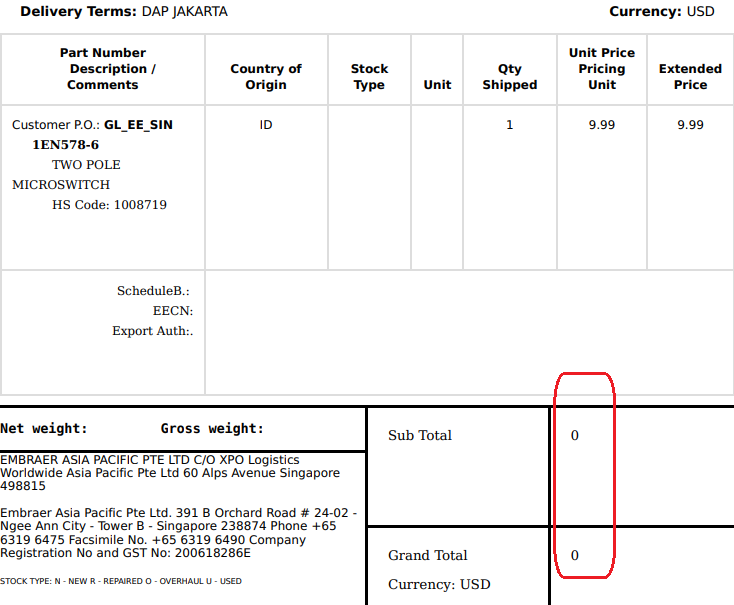 Delivery Terms: DAP JAKARTA
Currency: USD
Part Number
Description /
Comments
Country of
Origin
Stock
Type
Unit
Qty
Shipped
Unit Price
Pricing
Unit
Extended
Price
Customer P.O.: GL_EE_SIN
1EN578-6
TWO POLE
MICROSWITCH
HS Code: 1008719
ID
1
9.99
9.99
ScheduleB.:
EECN:
Export Auth:.
Net weight:
Gross weight:
EMBRAER ASIA PACIFIC PTE LTD C/O XPO Logistics
Worldwide Asia Pacific Pte Ltd 60 Alps Avenue Singapore
498815
Embraer Asia Pacific Pte Ltd. 391 B Orchard Road # 24-02 -
Ngee Ann City - Tower B - Singapore 238874 Phone +65
6319 6475 Facsimile No. +65 6319 6490 Company
Registration No and GST No: 200618286E
STOCK TYPE: N - NEW R - REPAIRED O - OVERHAUL U - USED
Sub Total
0
Grand Total
0
Currency: USD